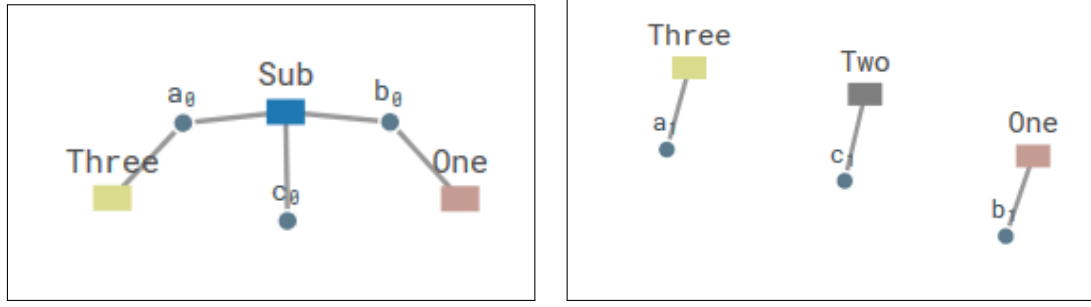 Sub
a₀
b₀
Three
One
c₀
Three
Two
a₁
One
c₁
b₁